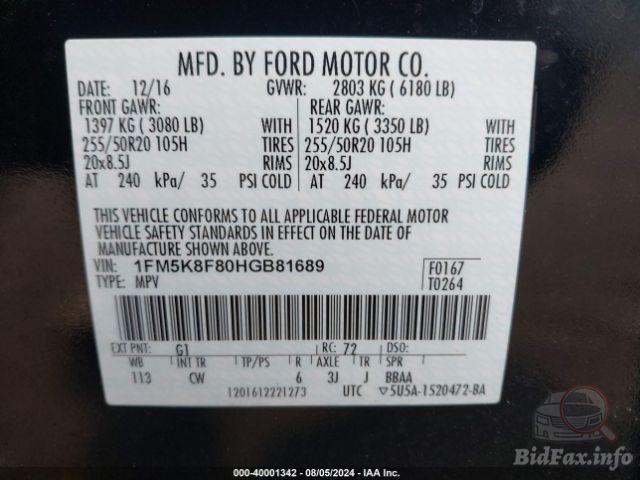 MFD. BY FORD MOTOR CO.
DATE: 12/16 GVWR: 2803 KG ( 6180 LB)
FRONT GAWR: REAR GAWR:
1397 KG ( 3080 LB) WITH 1520 KG ( 3350 LB) WITH
255/50R20 105H TIRES 255/50R20 105H TIRES
20x8.5J RIMS 20x8.5J RIMS
AT 240 kPa/ 35 PSI COLD AT 240 kPa/ 35 PSI COLD
THIS VEHICLE CONFORMS TO ALL APPLICABLE FEDERAL MOTOR
VEHICLE SAFETY STANDARDS IN EFFECT ON THE DATE OF
MANUFACTURE SHOWN ABOVE.
VIN: 1FM5K8F80HGB81689 F0167
TYPE: MPV T0264
EXT PNT: G1 RC: 72 DSO:
WB INT TR TP/PS R AXLE TR SPR
113 CW 6 3J J BBAA
1201612221273 UTC ▽5U5A-1520472-BA
BidFax.info
000-40001342 - 08/05/2024 - IAA Inc.